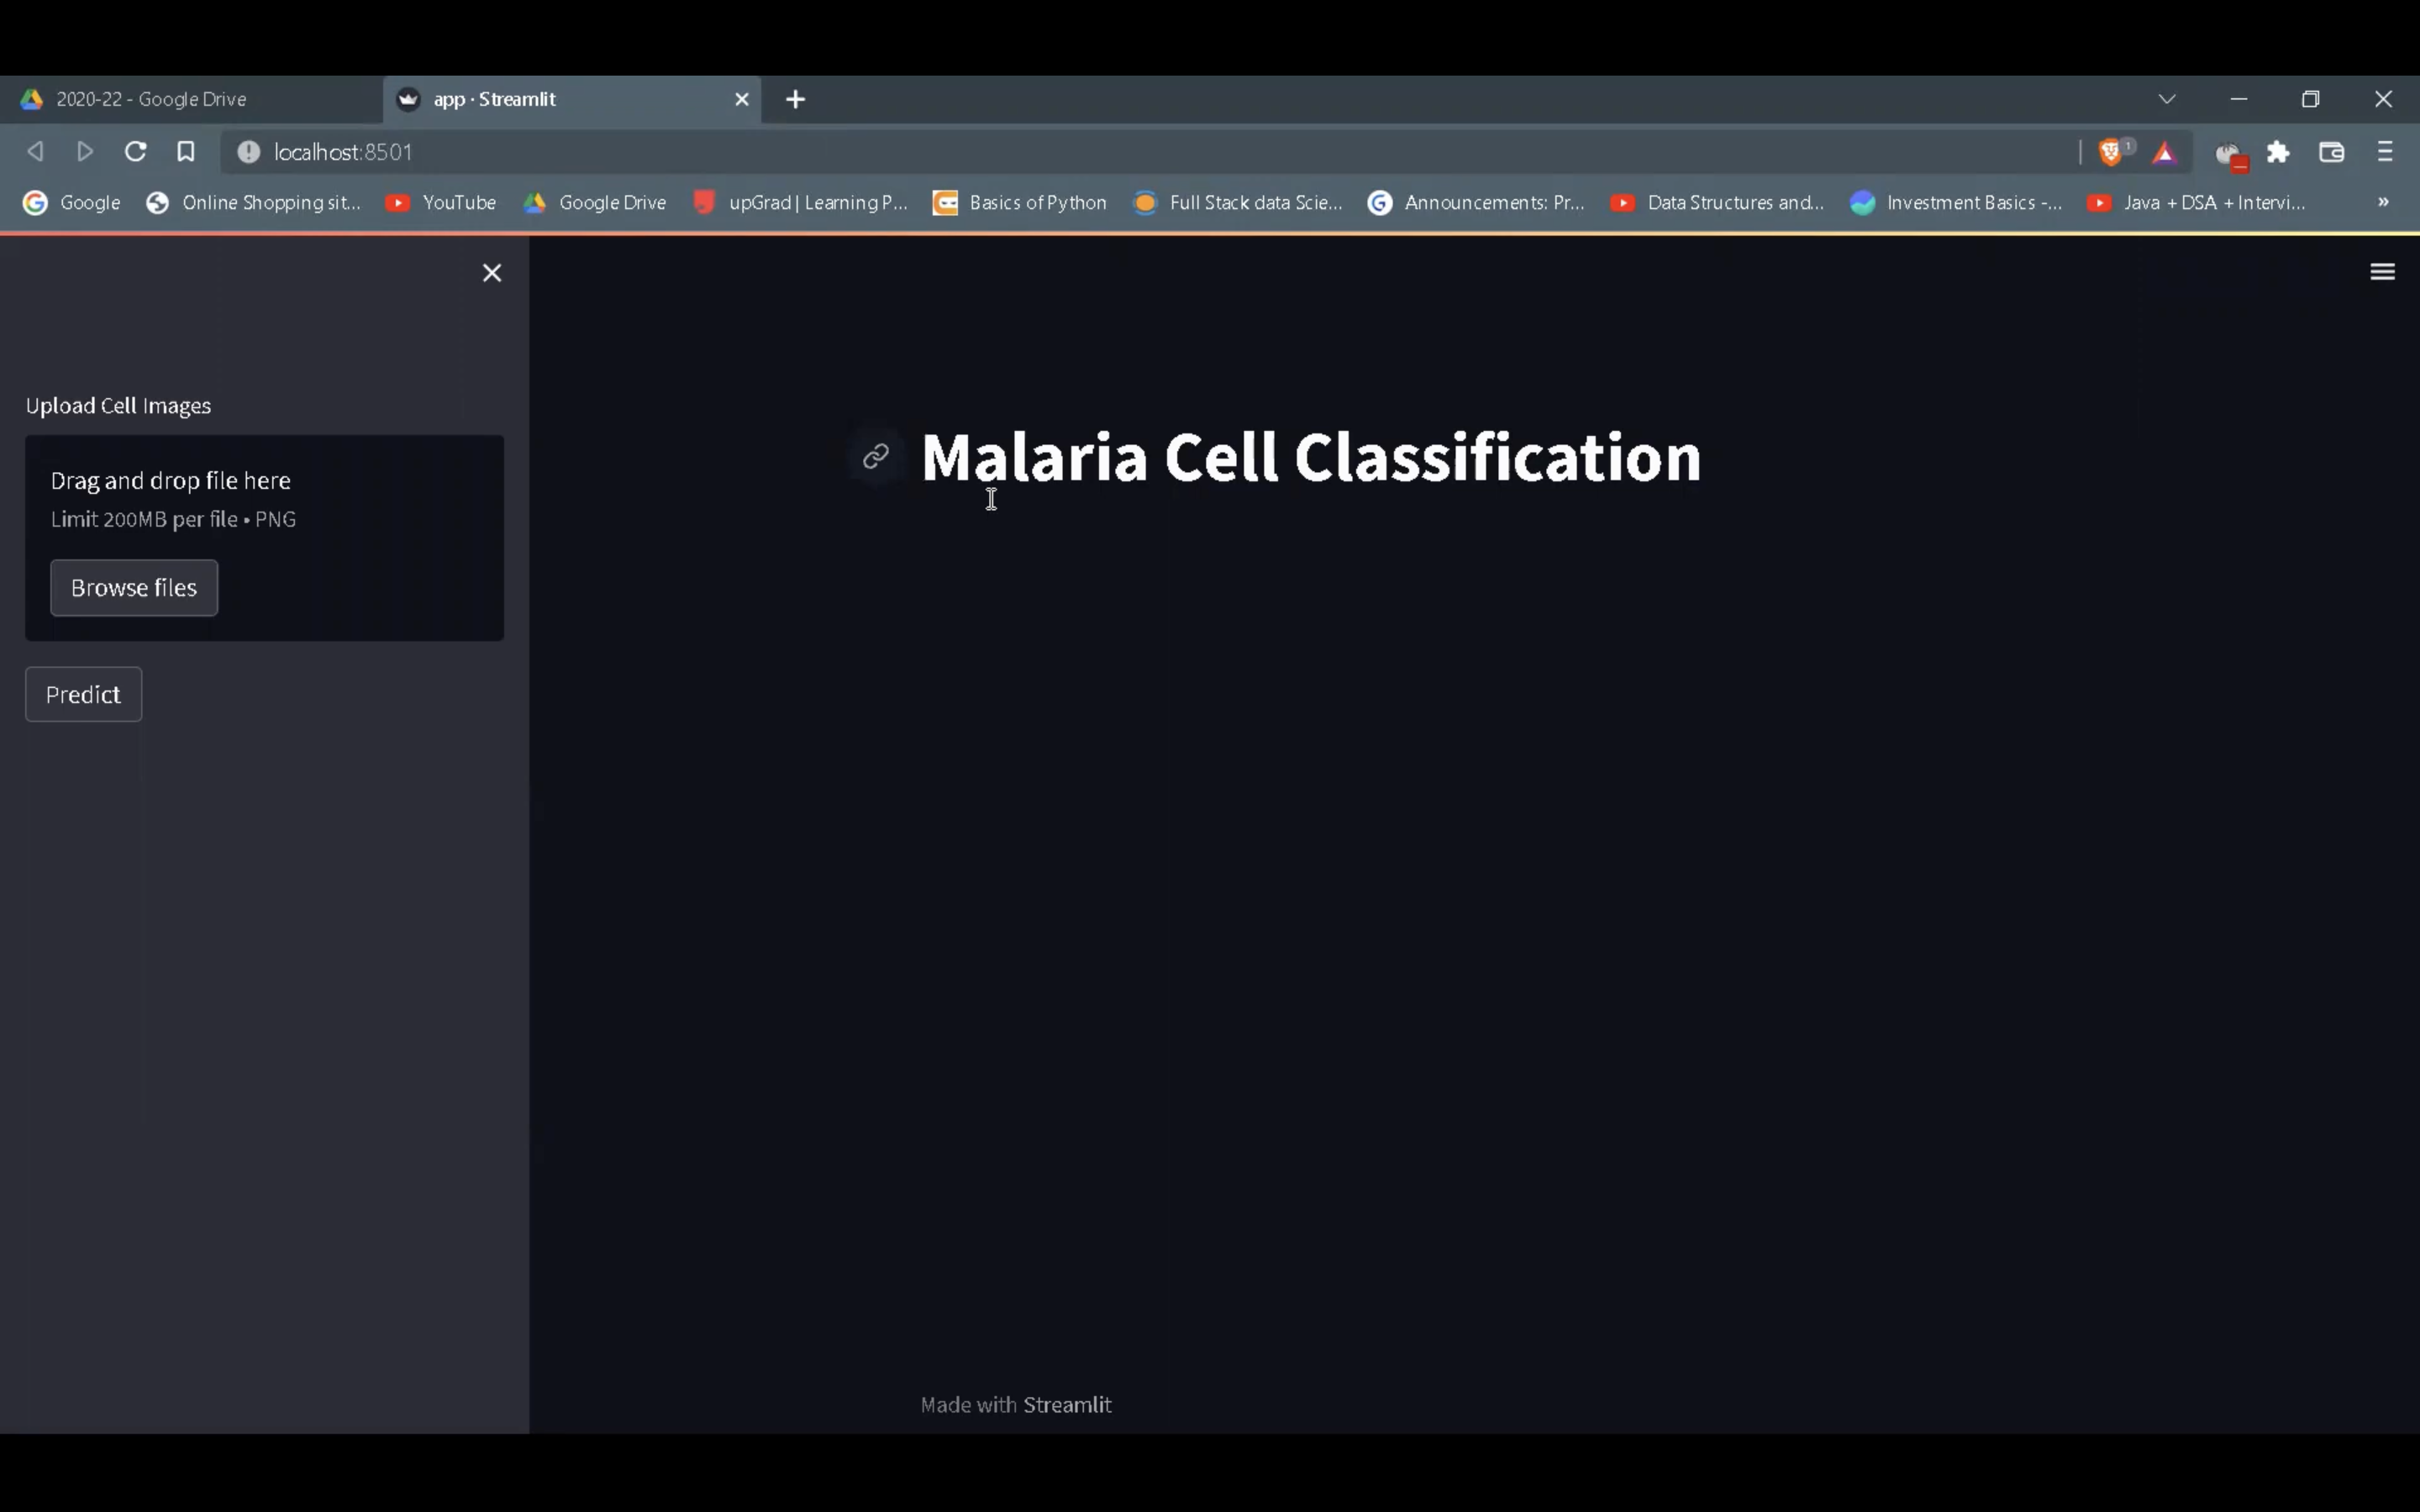 2020-22 - Google Drive
app · Streamlit
localhost:8501
1
Google
Online Shopping sit...
YouTube
Google Drive
upGrad | Learning P...
Basics of Python
Full Stack data Scie...
Announcements: Pr...
Data Structures and...
Investment Basics -...
Java + DSA + Intervi...
Upload Cell Images
Drag and drop file here
Limit 200MB per file • PNG
Browse files
Predict
Malaria Cell Classification
Made with Streamlit